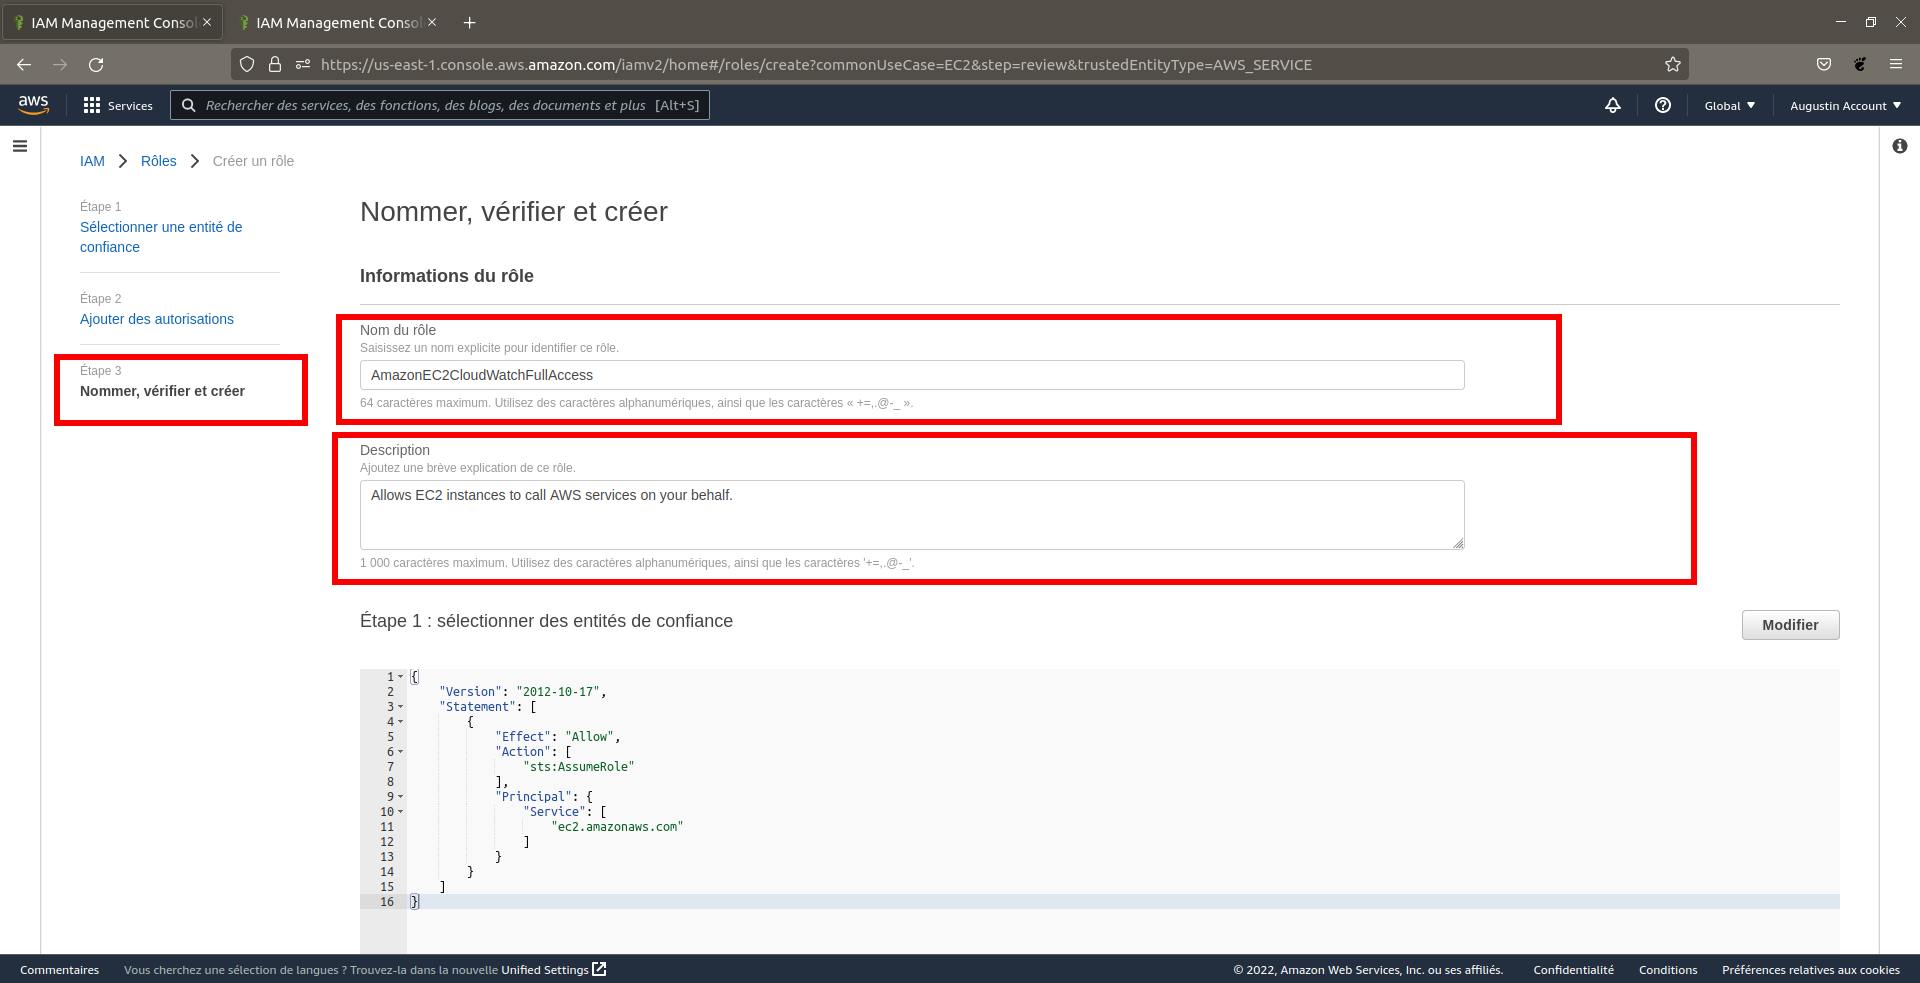 IAM Management Consol
IAM Management Consol
https://us-east-1.console.aws.amazon.com/iamv2/home#/roles/create?commonUseCase=EC2&step=review&trustedEntityType=AWS_SERVICE
aws
Services
Rechercher des services, des fonctions, des blogs, des documents et plus [Alt+S]
Global
Augustin Account
IAM
Rôles
Créer un rôle
Étape 1
Sélectionner une entité de
confiance
Étape 2
Ajouter des autorisations
Étape 3
Nommer, vérifier et créer
Nommer, vérifier et créer
Informations du rôle
Nom du rôle
Saisissez un nom explicite pour identifier ce rôle.
AmazonEC2CloudWatchFullAccess
64 caractères maximum. Utilisez des caractères alphanumériques, ainsi que les caractères « +=,.@-_ ».
Description
Ajoutez une brève explication de ce rôle.
Allows EC2 instances to call AWS services on your behalf.
1 000 caractères maximum. Utilisez des caractères alphanumériques, ainsi que les caractères '+=,.@-_'.
Étape 1 : sélectionner des entités de confiance
Modifier
1 {
2 "Version": "2012-10-17",
3 "Statement": [
4 {
5 "Effect": "Allow",
6 "Action": [
7 "sts:AssumeRole"
8 ],
9 "Principal": {
10 "Service": [
11 "ec2.amazonaws.com"
12 ]
13 }
14 }
15 ]
16 }
Commentaires
Vous cherchez une sélection de langues ? Trouvez-la dans la nouvelle Unified Settings
© 2022, Amazon Web Services, Inc. ou ses affiliés.
Confidentialité
Conditions
Préférences relatives aux cookies